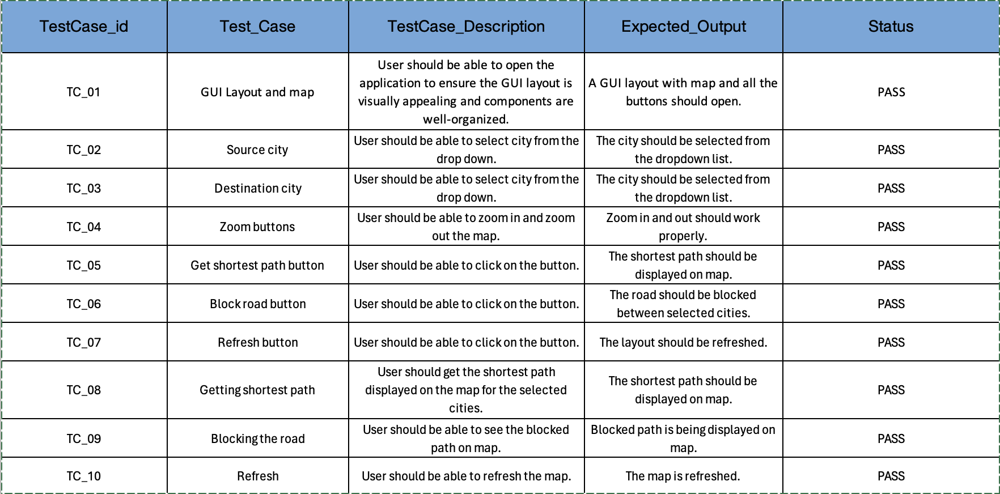 TestCase_id
Test_Case
TestCase_Description
Expected_Output
Status
TC_01
GUI Layout and map
User should be able to open the
application to ensure the GUI layout is
visually appealing and components are
well-organized.
A GUI layout with map and all the
buttons should open.
PASS
TC_02
Source city
User should be able to select city from the
drop down.
The city should be selected from
the dropdown list.
PASS
TC_03
Destination city
User should be able to select city from the
drop down.
The city should be selected from
the dropdown list.
PASS
TC_04
Zoom buttons
User should be able to zoom in and zoom
out the map.
Zoom in and out should work
properly.
PASS
TC_05
Get shortest path button
User should be able to click on the button.
The shortest path should be
displayed on map.
PASS
TC_06
Block road button
User should be able to click on the button.
The road should be blocked
between selected cities.
PASS
TC_07
Refresh button
User should be able to click on the button.
The layout should be refreshed.
PASS
TC_08
Getting shortest path
User should get the shortest path
displayed on the map for the selected
cities.
The shortest path should be
displayed on map.
PASS
TC_09
Blocking the road
User should be able to see the blocked
path on map.
Blocked path is being displayed on
map.
PASS
TC_10
Refresh
User should be able to refresh the map.
The map is refreshed.
PASS